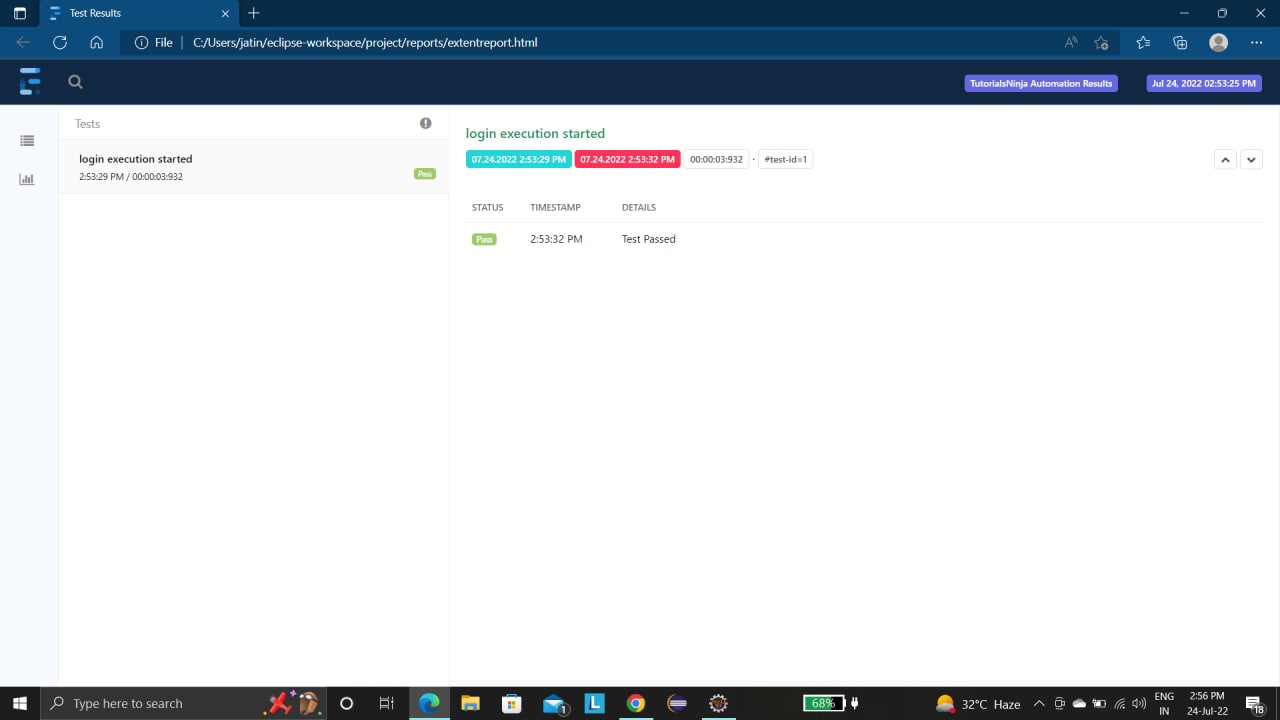 Test Results
File
C:/Users/jatin/eclipse-workspace/project/reports/extentreport.html
TutorialsNinja Automation Results
Jul 24, 2022 02:53:25 PM
Tests
login execution started
2:53:29 PM / 00:00:03:932
Pass
login execution started
07.24.2022 2:53:29 PM 07.24.2022 2:53:32 PM 00:00:03:932 · #test-id=1
STATUS TIMESTAMP DETAILS
Pass 2:53:32 PM Test Passed
Type here to search
1
L
68%
32°C Haze
ENG
IN
2:56 PM
24-Jul-22
18